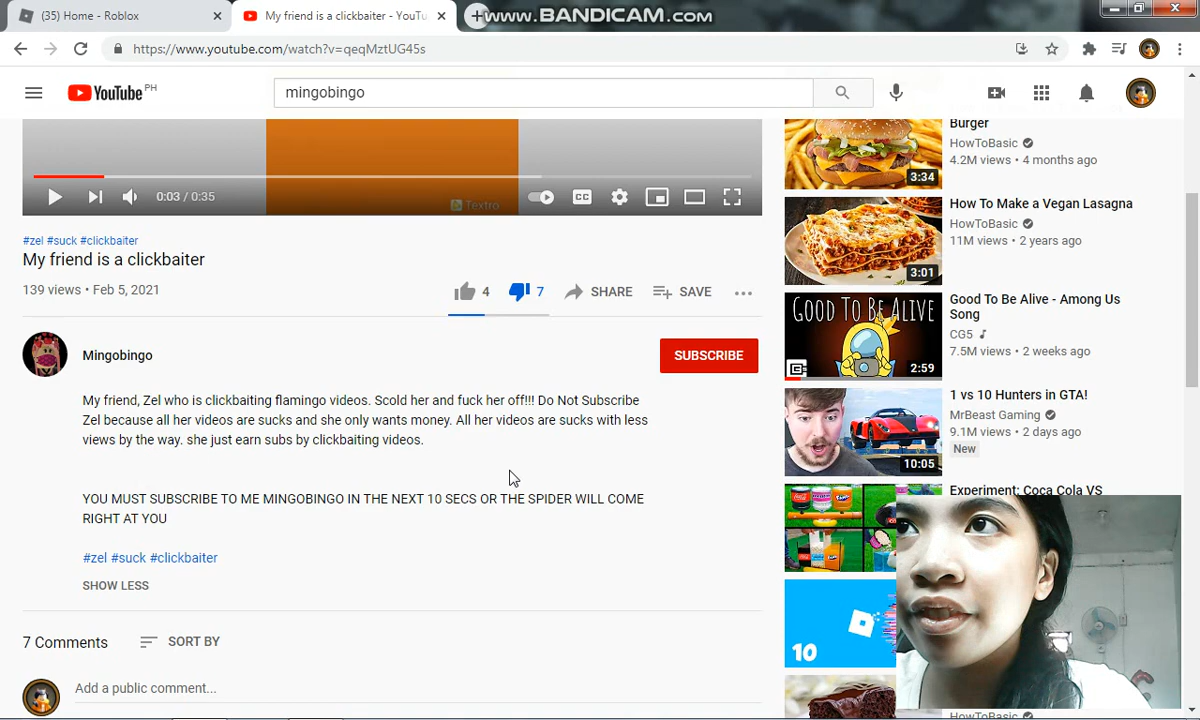 (35) Home - Roblox
My friend is a clickbaiter - YouTu
www.BANDICAM.com
https://www.youtube.com/watch?v=qeqMztUG45s
YouTube PH
mingobingo
0:03 / 0:35
CC
Textro
#zel #suck #clickbaiter
My friend is a clickbaiter
139 views • Feb 5, 2021
4
7
SHARE
SAVE
Mingobingo
SUBSCRIBE
My friend, Zel who is clickbaiting flamingo videos. Scold her and fuck her off!!! Do Not Subscribe
Zel because all her videos are sucks and she only wants money. All her videos are sucks with less
views by the way. she just earn subs by clickbaiting videos.
YOU MUST SUBSCRIBE TO ME MINGOBINGO IN THE NEXT 10 SECS OR THE SPIDER WILL COME
RIGHT AT YOU
#zel #suck #clickbaiter
SHOW LESS
7 Comments
SORT BY
Add a public comment...
Burger
HowToBasic
4.2M views • 4 months ago
3:34
How To Make a Vegan Lasagna
HowToBasic
11M views • 2 years ago
3:01
GOOD TO BE ALIVE
2:59
Good To Be Alive - Among Us
Song
CG5
7.5M views • 2 weeks ago
1 vs 10 Hunters in GTA!
MrBeast Gaming
9.1M views • 2 days ago
New
10:05
Experiment: Coca Cola VS
10
HowToBasic